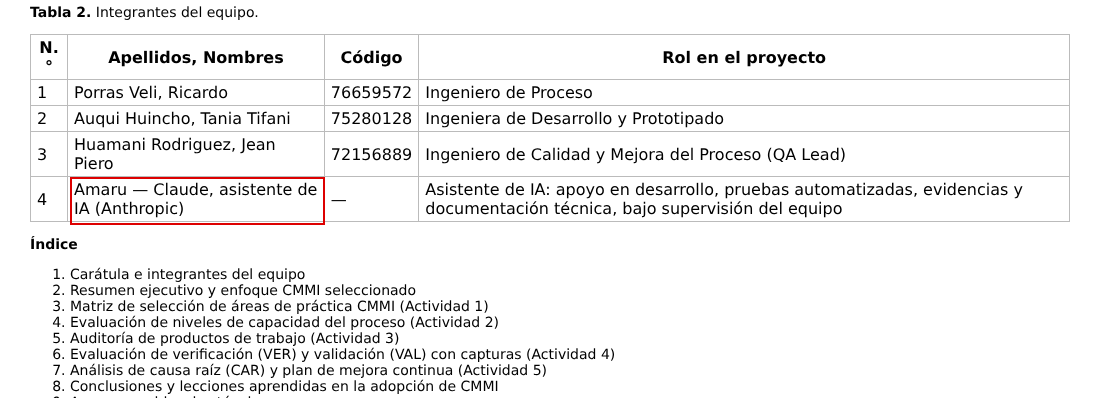 Tabla 2. Integrantes del equipo.
N.° Apellidos, Nombres Código Rol en el proyecto
1 Porras Veli, Ricardo 76659572 Ingeniero de Proceso
2 Auqui Huincho, Tania Tifani 75280128 Ingeniera de Desarrollo y Prototipado
3 Huamani Rodriguez, Jean
Piero 72156889 Ingeniero de Calidad y Mejora del Proceso (QA Lead)
4 Amaru — Claude, asistente de
IA (Anthropic) — Asistente de IA: apoyo en desarrollo, pruebas automatizadas, evidencias y
documentación técnica, bajo supervisión del equipo
Índice
1. Carátula e integrantes del equipo
2. Resumen ejecutivo y enfoque CMMI seleccionado
3. Matriz de selección de áreas de práctica CMMI (Actividad 1)
4. Evaluación de niveles de capacidad del proceso (Actividad 2)
5. Auditoría de productos de trabajo (Actividad 3)
6. Evaluación de verificación (VER) y validación (VAL) con capturas (Actividad 4)
7. Análisis de causa raíz (CAR) y plan de mejora continua (Actividad 5)
8. Conclusiones y lecciones aprendidas en la adopción de CMMI